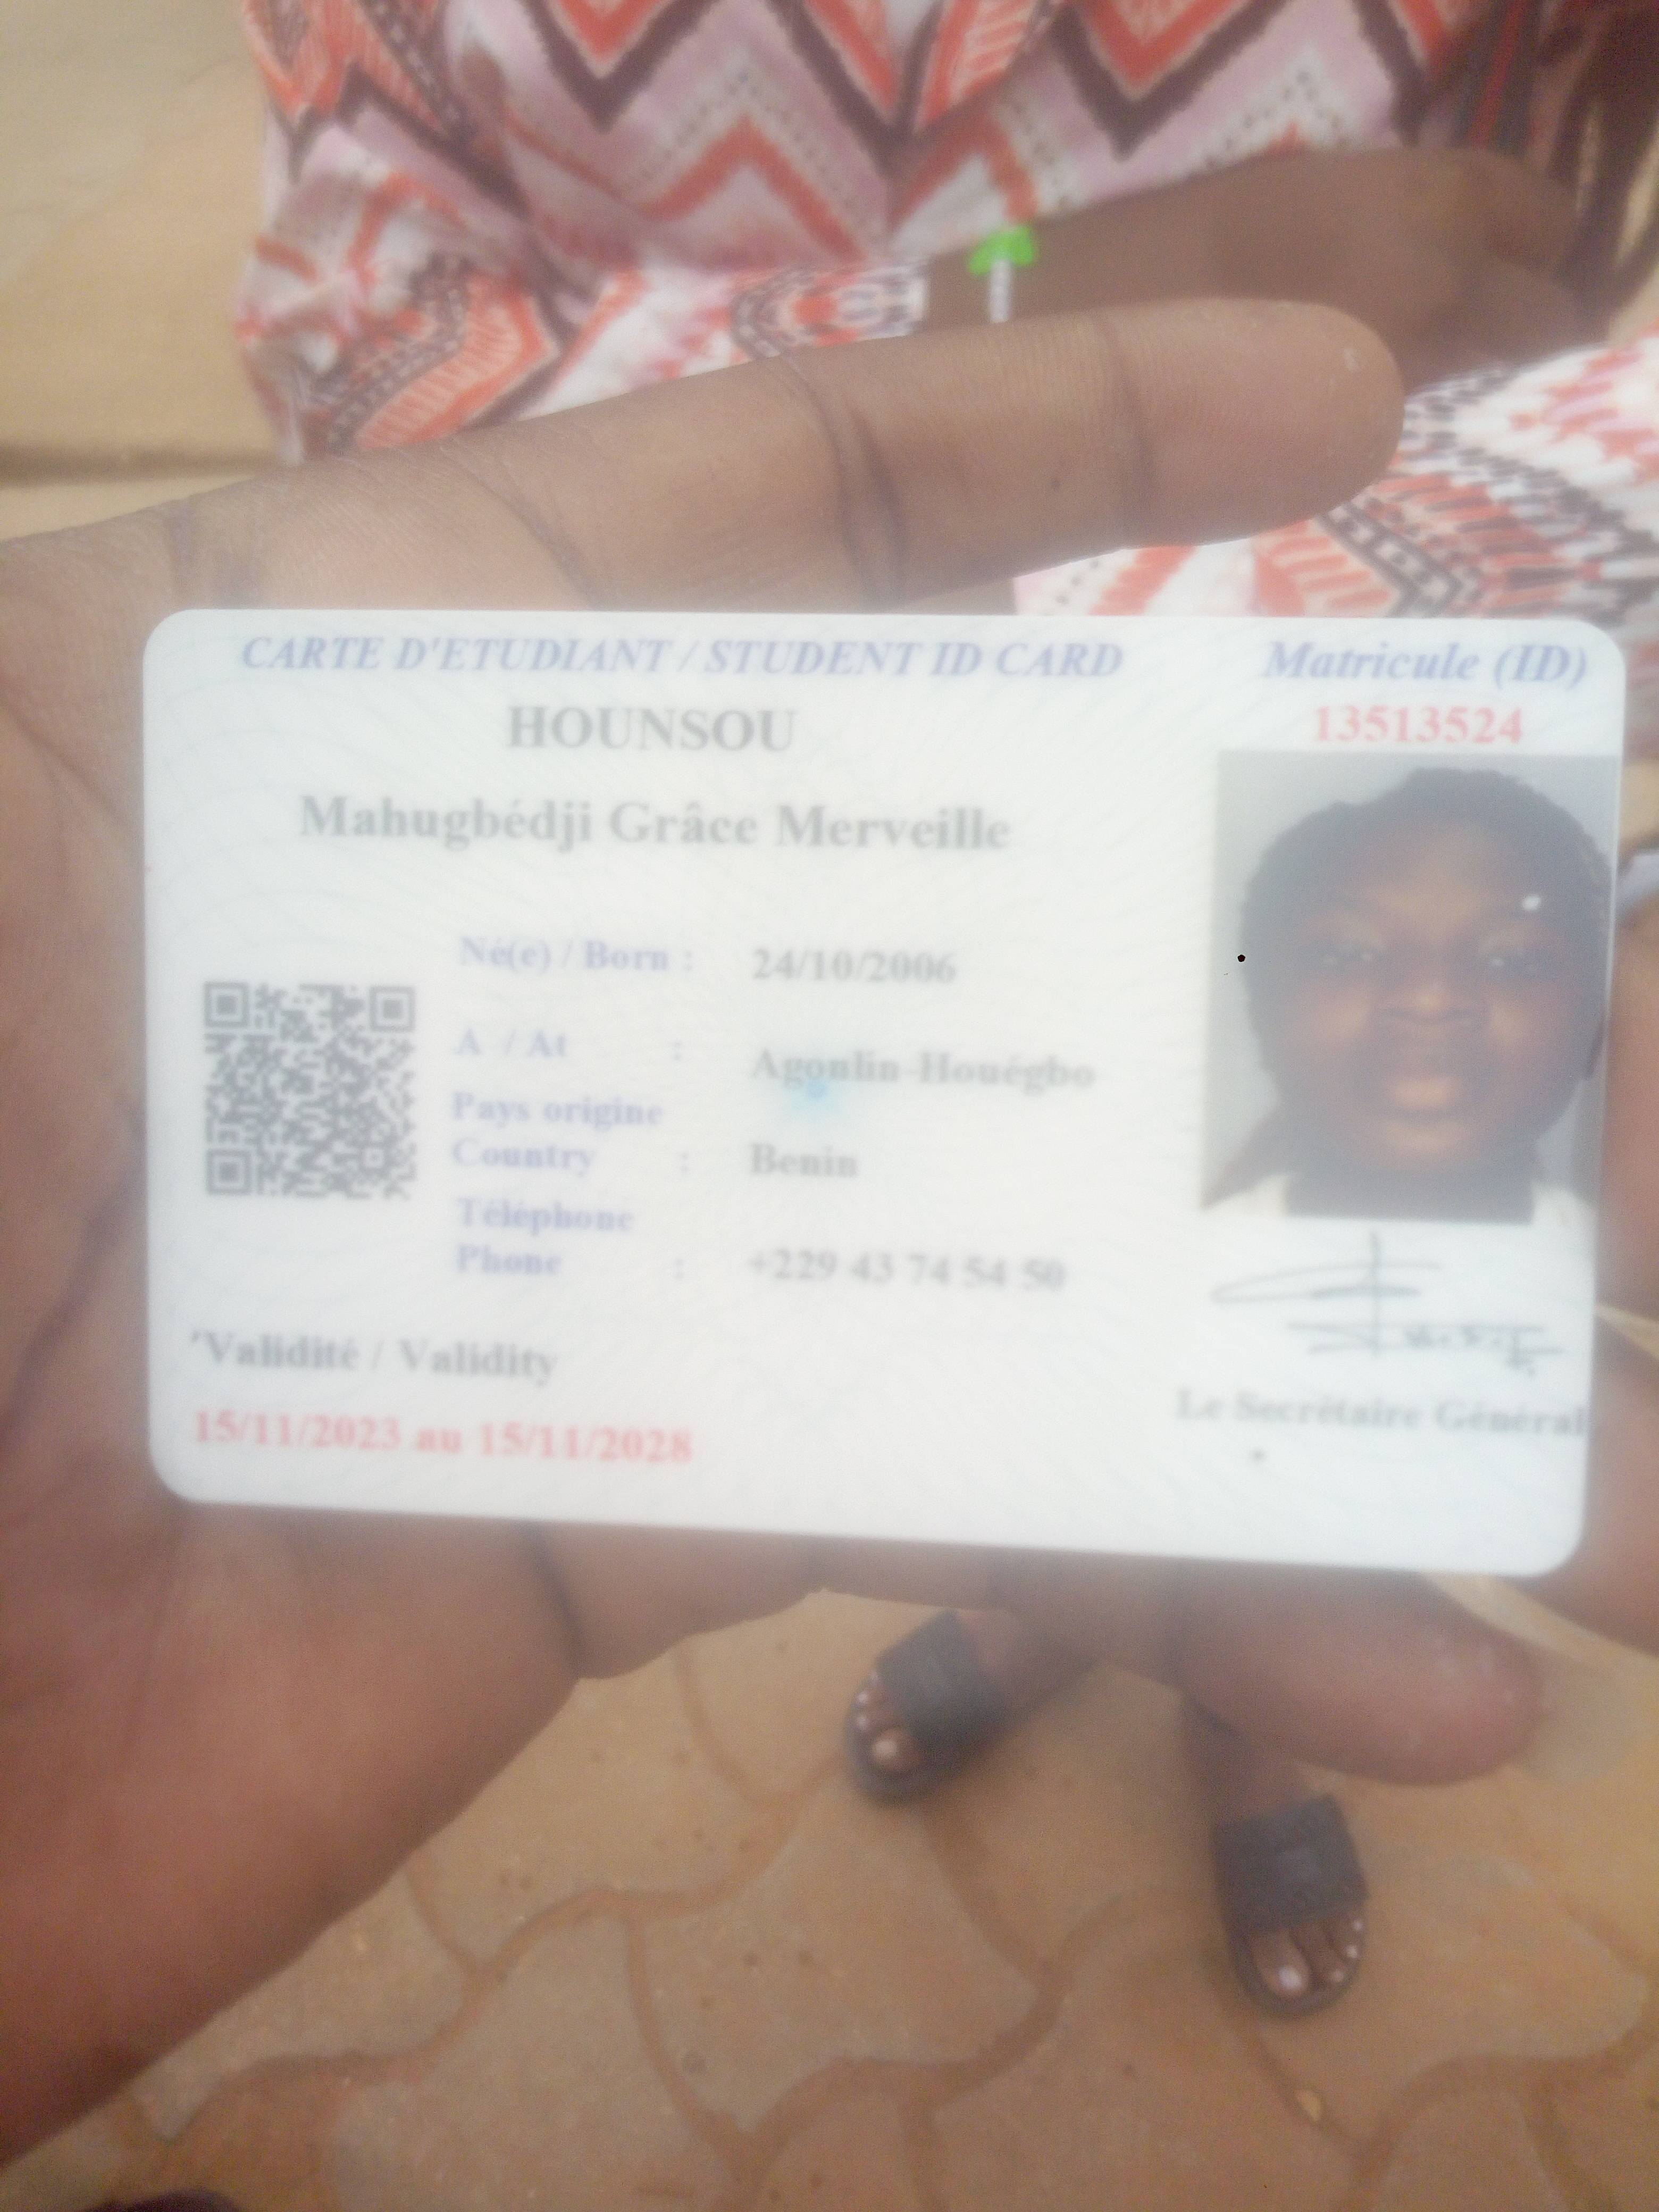 CARTE D'ETUDIANT / STUDENT ID CARD
Matricule (ID)
13513524
HOUNSOU
Mahugbédji Grâce Merveille
Né(e) / Born : 24/10/2006
A / At : Agonlin-Houégbo
Pays origine
Country : Benin
Téléphone
Phone : +229 43 74 54 50
Validité / Validity
15/11/2023 au 15/11/2028
Le Secrétaire Général